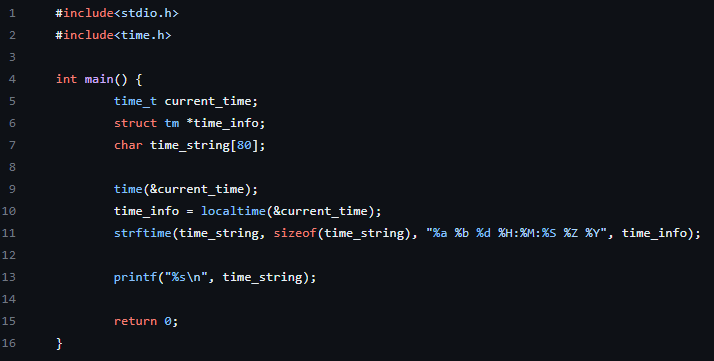 1 #include<stdio.h>
2 #include<time.h>
3
4 int main() {
5 time_t current_time;
6 struct tm *time_info;
7 char time_string[80];
8
9 time(&current_time);
10 time_info = localtime(&current_time);
11 strftime(time_string, sizeof(time_string), "%a %b %d %H:%M:%S %Z %Y", time_info);
12
13 printf("%s\n", time_string);
14
15 return 0;
16 }